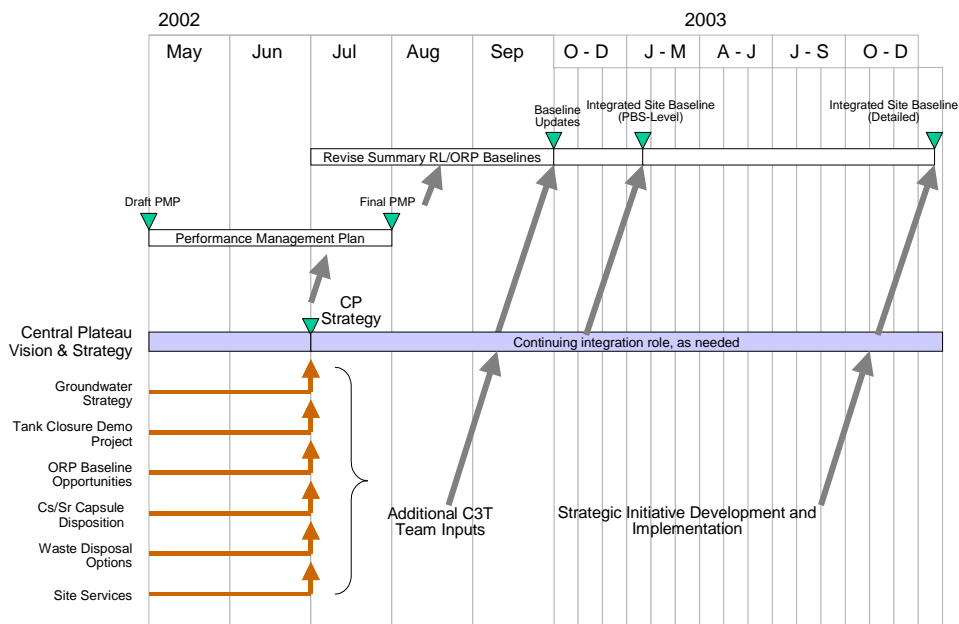 2002
2003
May
Jun
Jul
Aug
Sep
O - D
J - M
A - J
J - S
O - D
Baseline
Updates
Integrated Site Baseline
(PBS-Level)
Integrated Site Baseline
(Detailed)
Revise Summary RL/ORP Baselines
Draft PMP
Final PMP
Performance Management Plan
CP
Strategy
Central Plateau
Vision & Strategy
Continuing integration role, as needed
Groundwater
Strategy
Tank Closure Demo
Project
ORP Baseline
Opportunities
Cs/Sr Capsule
Disposition
Waste Disposal
Options
Site Services
Additional C3T
Team Inputs
Strategic Initiative Development and
Implementation